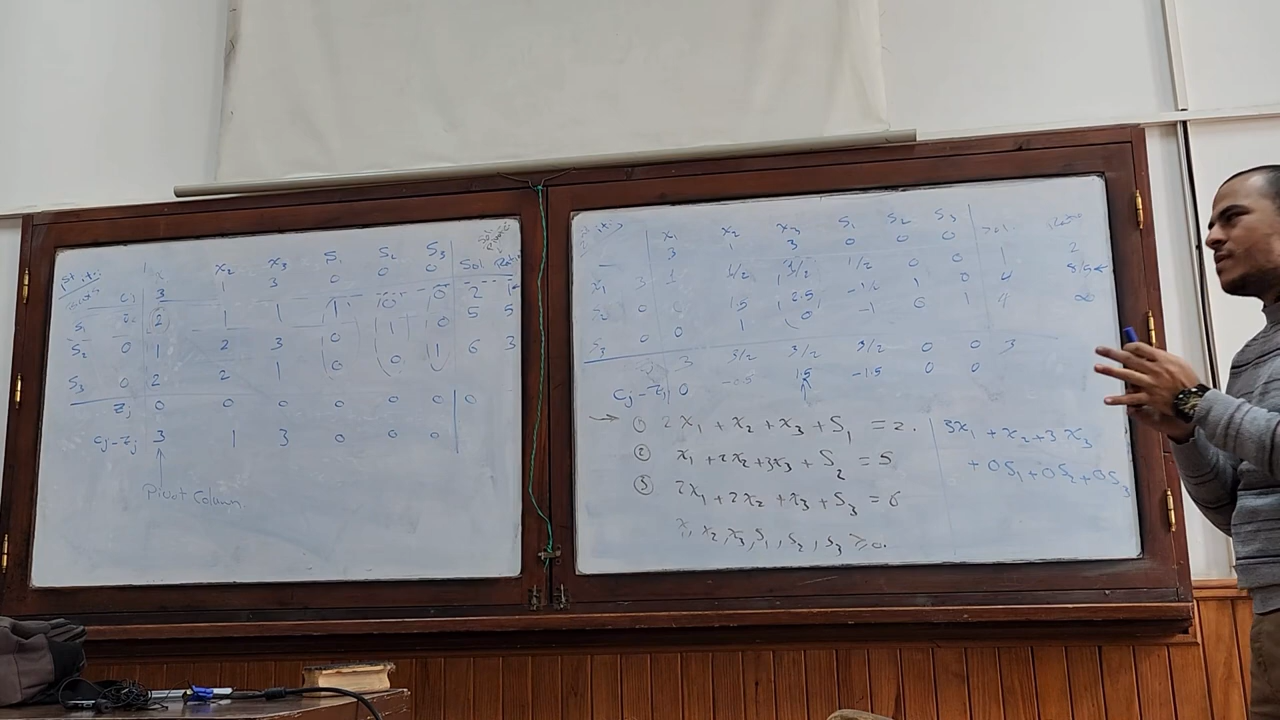 x₁ x₂ x₃ S₁ S₂ S₃ Sol. Ratio
Cj 3 1 3 0 0 0
S₁ 0 2 1 1 1 0 0 2 1 ←
S₂ 0 1 2 3 0 1 0 5 5
S₃ 0 2 2 1 0 0 1 6 3
Zj 0 0 0 0 0 0 0
Cj-Zj 3 1 3 0 0 0
Pivot Column
x₁ x₂ x₃ S₁ S₂ S₃ Sol. Ratio
3 1 3 0 0 0
x₁ 3 1 1/2 1/2 1/2 0 0 1 2
0 1.5 2.5 1 0 4 8/5 ←
S₃ 0 0 1 0 -1 0 1 4 ∞
3 3/2 3/2 3/2 0 0 3
Cj-Zj 0 -0.5 1.5 -1.5 0 0
→ ① 2x₁ + x₂ + x₃ + S₁ = 2.
② x₁ + 2x₂ + 3x₃ + S₂ = 5
③ 2x₁ + 2x₂ + x₃ + S₃ = 6
x₁, x₂, x₃, S₁, S₂, S₃ ≥ 0.
3x₁ + x₂ + 3x₃
+ 0S₁ + 0S₂ + 0S₃